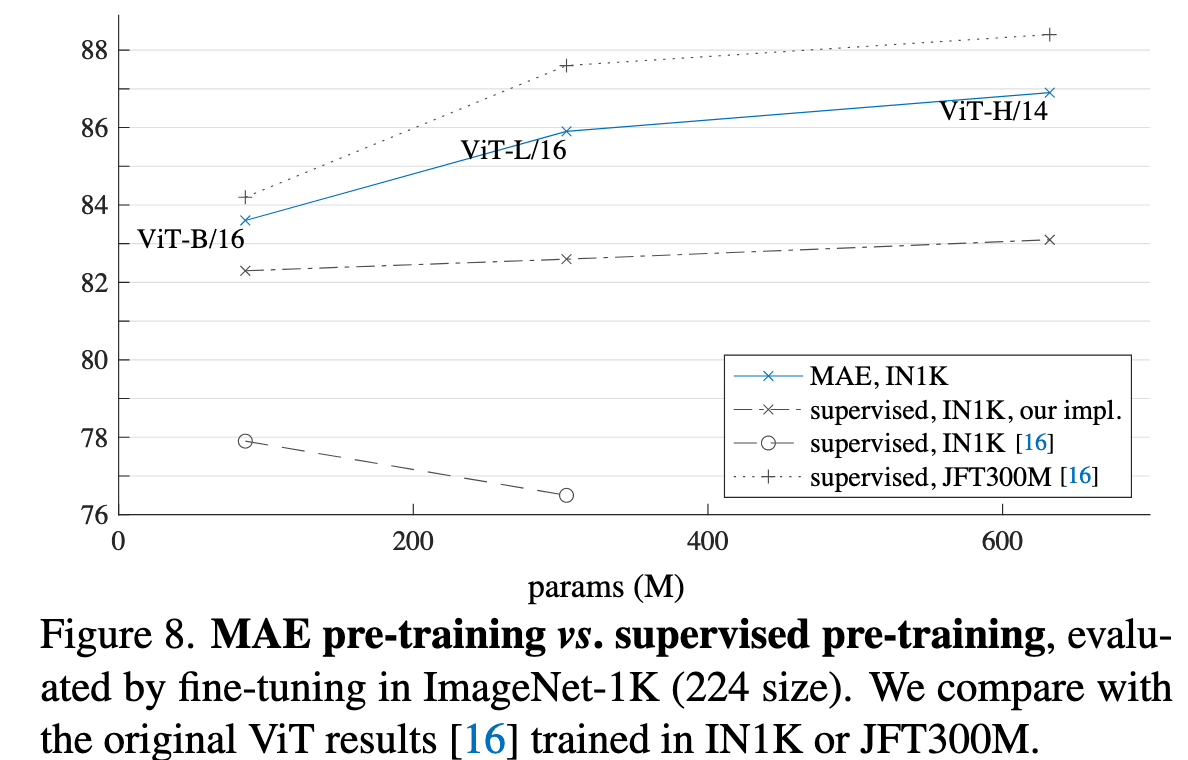 88
86
84
82
80
78
76
0
200
400
600
ViT-B/16
ViT-L/16
ViT-H/14
MAE, IN1K
supervised, IN1K, our impl.
supervised, IN1K [16]
supervised, JFT300M [16]
params (M)
Figure 8. MAE pre-training vs. supervised pre-training, evalu-
ated by fine-tuning in ImageNet-1K (224 size). We compare with
the original ViT results [16] trained in IN1K or JFT300M.